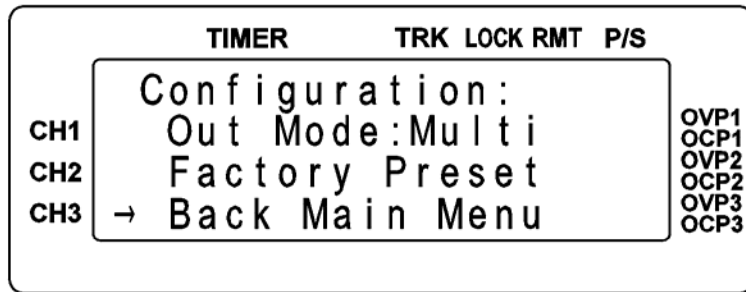 TIMER TRK LOCK RMT P/S
Configuration:
CH1 Out Mode:Multi OVP1
OCP1
CH2 Factory Preset OVP2
OCP2
CH3 → Back Main Menu OVP3
OCP3